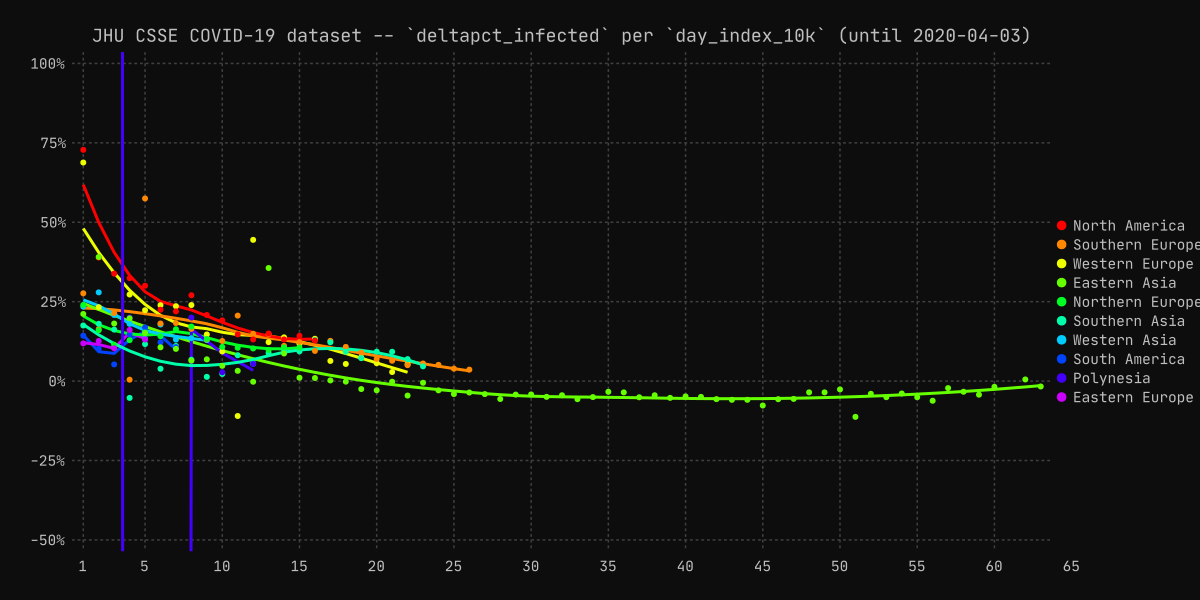 JHU CSSE COVID-19 dataset -- `deltapct_infected` per `day_index_10k` (until 2020-04-03)
100%
75%
50%
25%
0%
-25%
-50%
1 5 10 15 20 25 30 35 40 45 50 55 60 65
North America
Southern Europe
Western Europe
Eastern Asia
Northern Europe
Southern Asia
Western Asia
South America
Polynesia
Eastern Europe